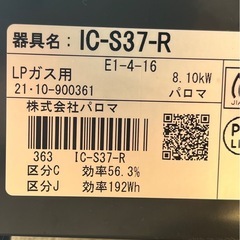 器具名: IC-S37-R
E1-4-16
LPガス用 8.10kW
21·10-900361 パロマ
株式会社パロマ
363 IC-S37-R
区分C 効率56.3%
区分J 効率192Wh